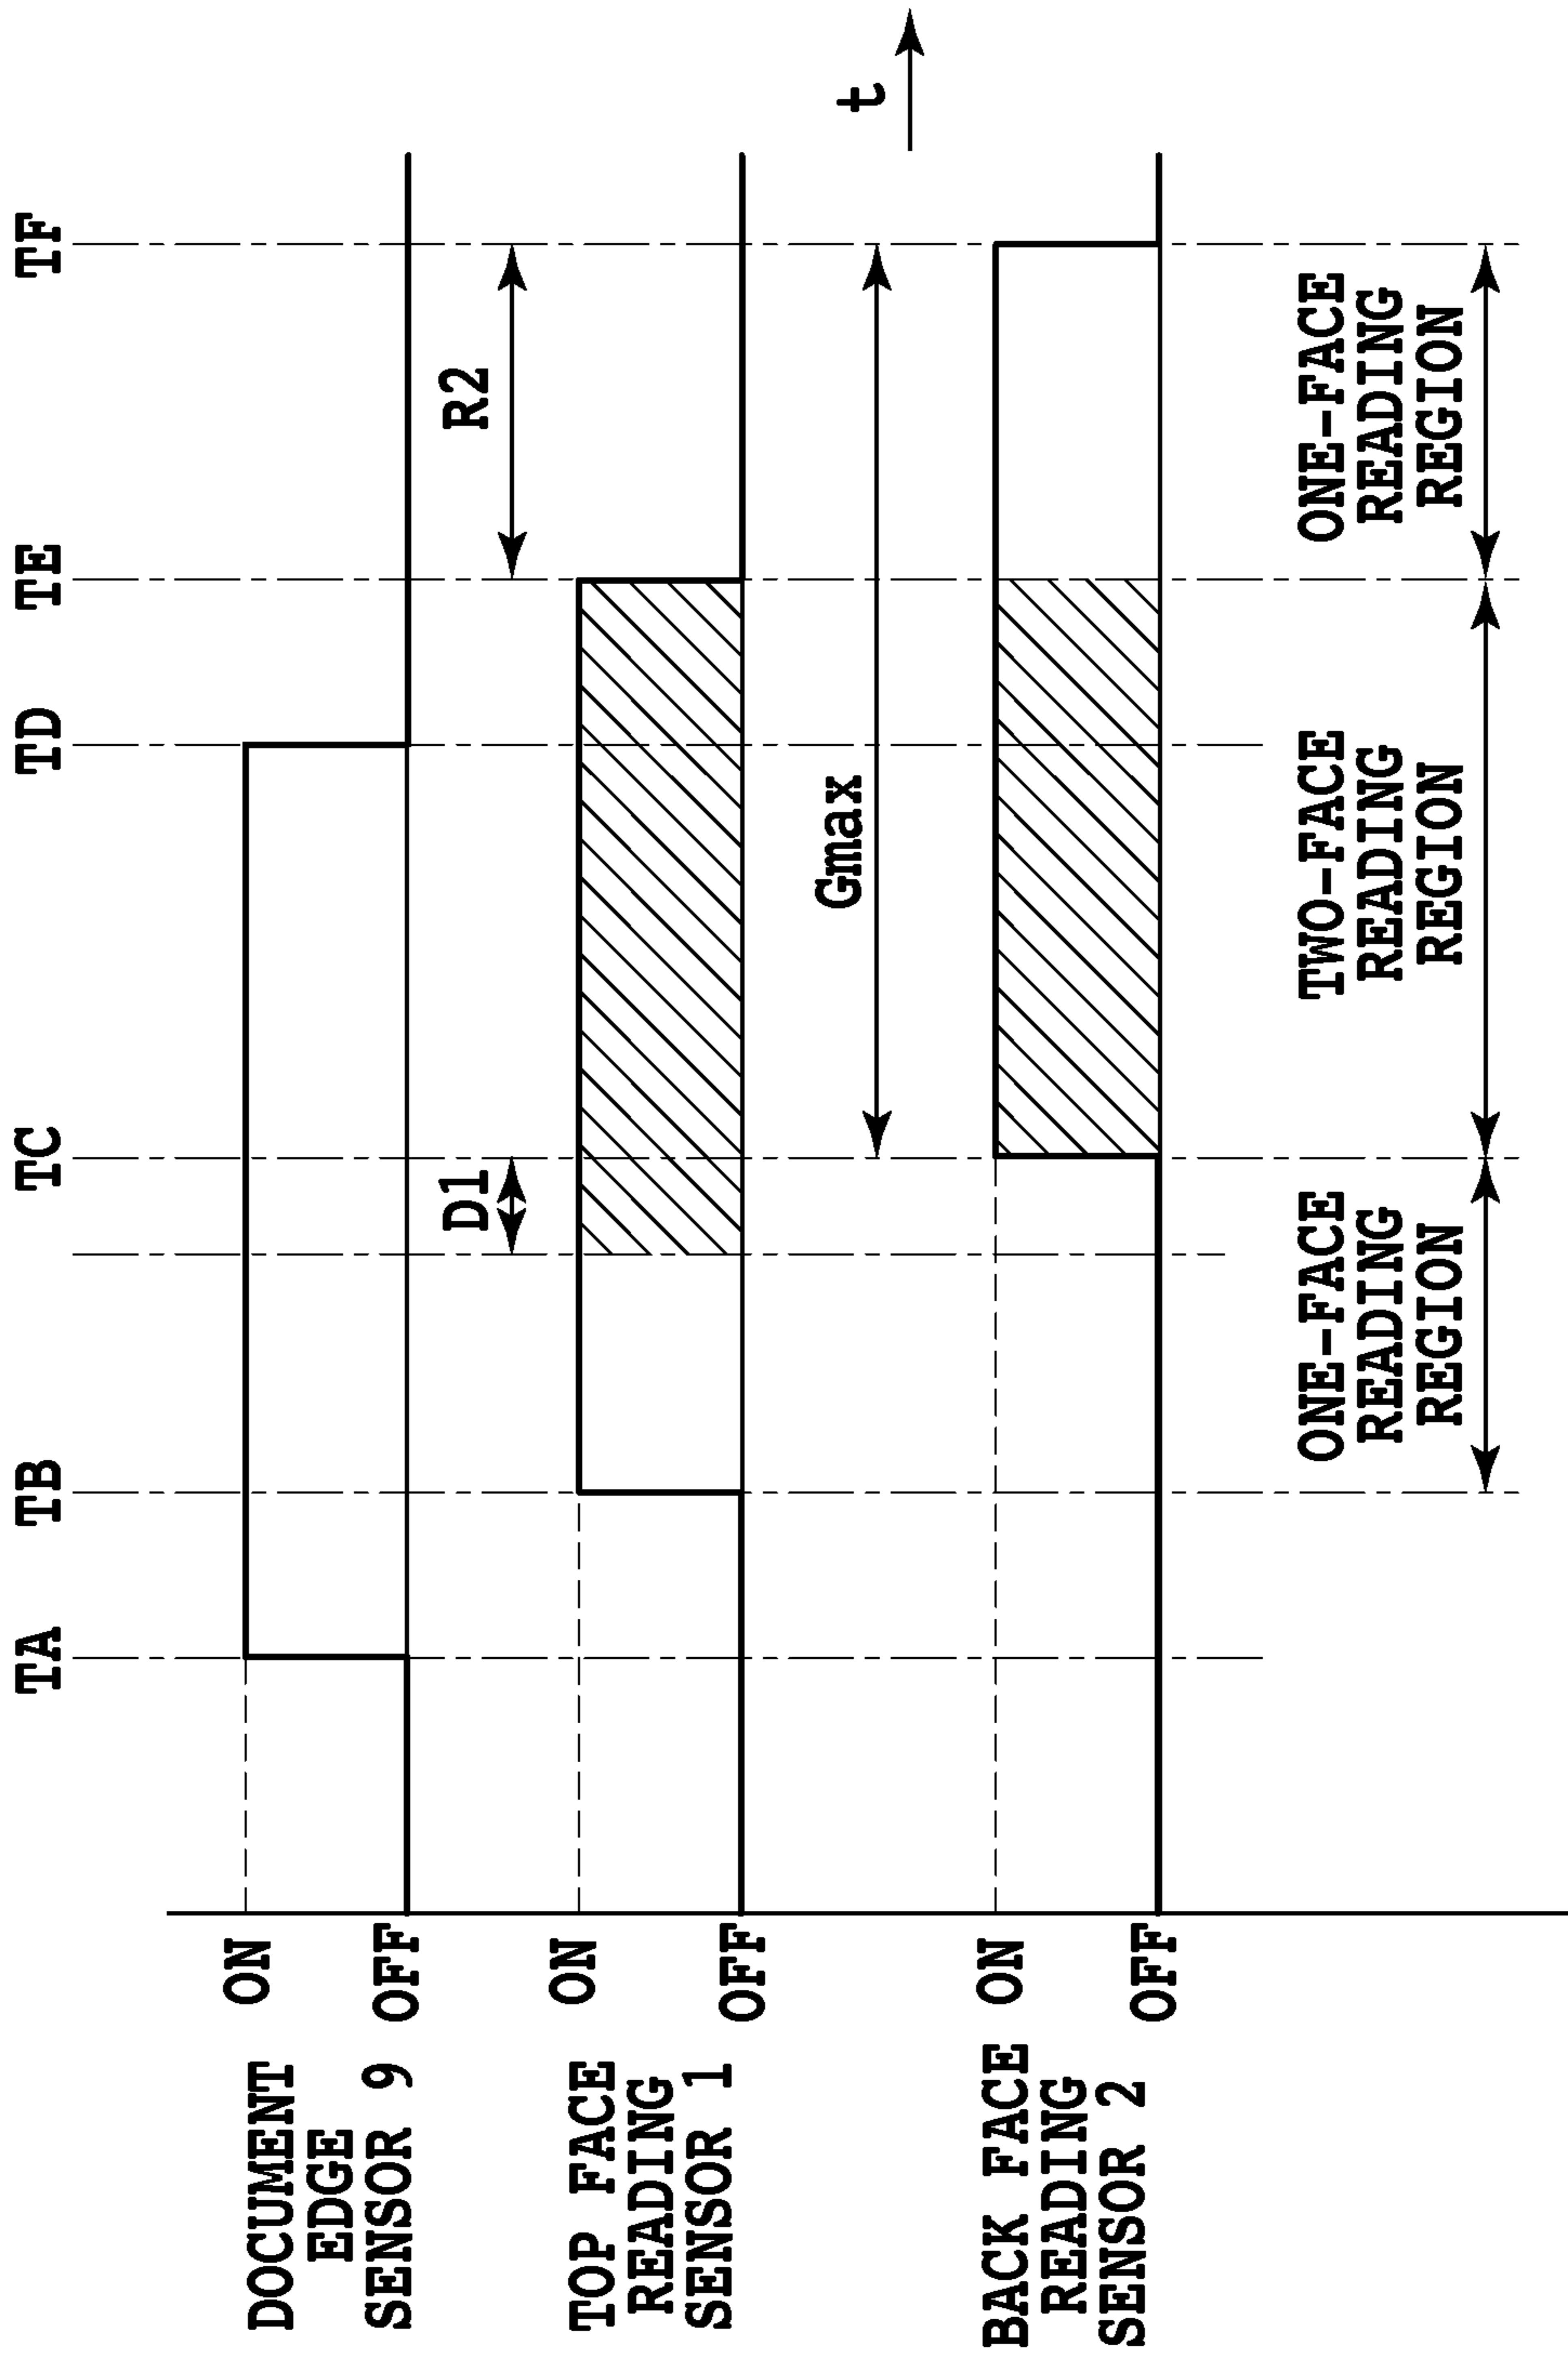 TA
TB
TC
TD
TE
TF
DOCUMENT
EDGE
SENSOR 9
ON
OFF
D1
R2
TOP FACE
READING
SENSOR 1
ON
OFF
Gmax
t
BACK FACE
READING
SENSOR 2
ON
OFF
ONE-FACE
READING
REGION
TWO-FACE
READING
REGION
ONE-FACE
READING
REGION